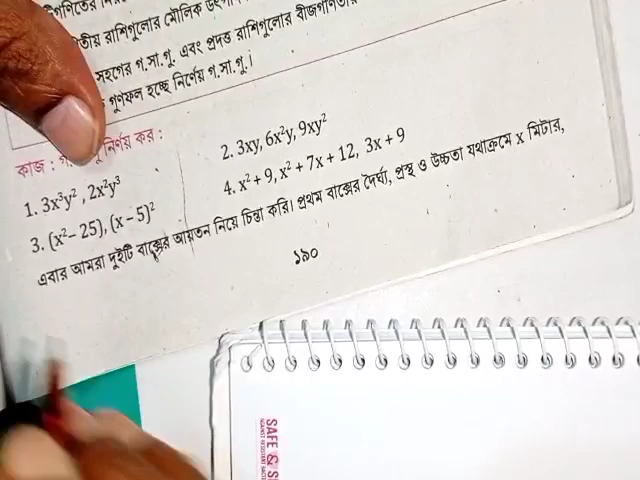 তীয় রাশিগুলোর মৌলিক
সহগের গ.সা.গু. এবং প্রদত্ত রাশিগুলোর
গুণফল হচ্ছে নির্ণেয় গ.সা.গু.।
কাজ : নির্ণয় কর :
1. 3x³y², 2x²y³
2. 3xy, 6x²y, 9xy²
3. (x² – 25), (x – 5)²
4. x² + 9, x² + 7x + 12, 3x + 9
এবার আমরা দুইটি বাক্সের আয়তন নিয়ে চিন্তা করি। প্রথম বাক্সের দৈর্ঘ্য, প্রস্থ ও উচ্চতা যথাক্রমে x মিটার,
১৯০
SAFE &